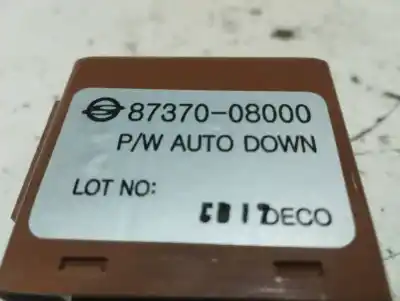 87370-08000
P/W AUTO DOWN
LOT NO:
DECO